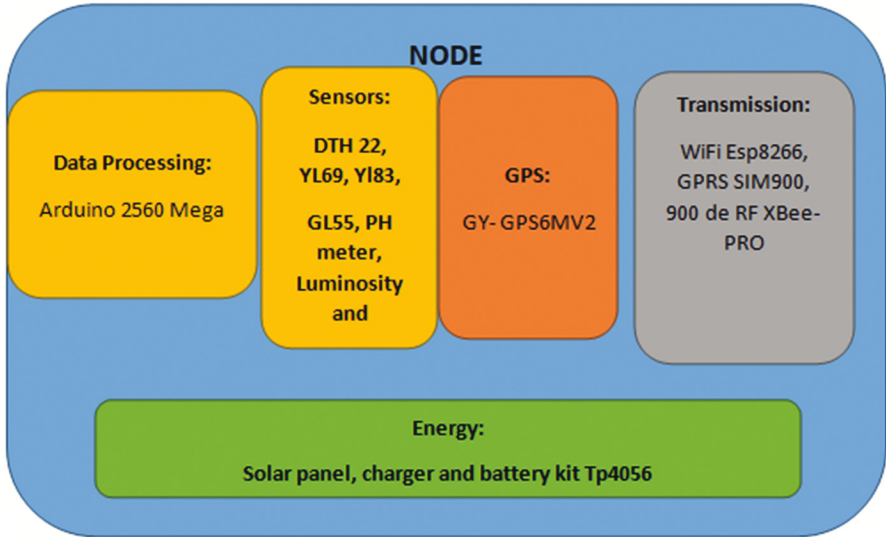 NODE
Data Processing:
Arduino 2560 Mega
Sensors:
DTH 22,
YL69, Yl83,
GL55, PH
meter,
Luminosity
and
GPS:
GY- GPS6MV2
Transmission:
WiFi Esp8266,
GPRS SIM900,
900 de RF XBee-
PRO
Energy:
Solar panel, charger and battery kit Tp4056